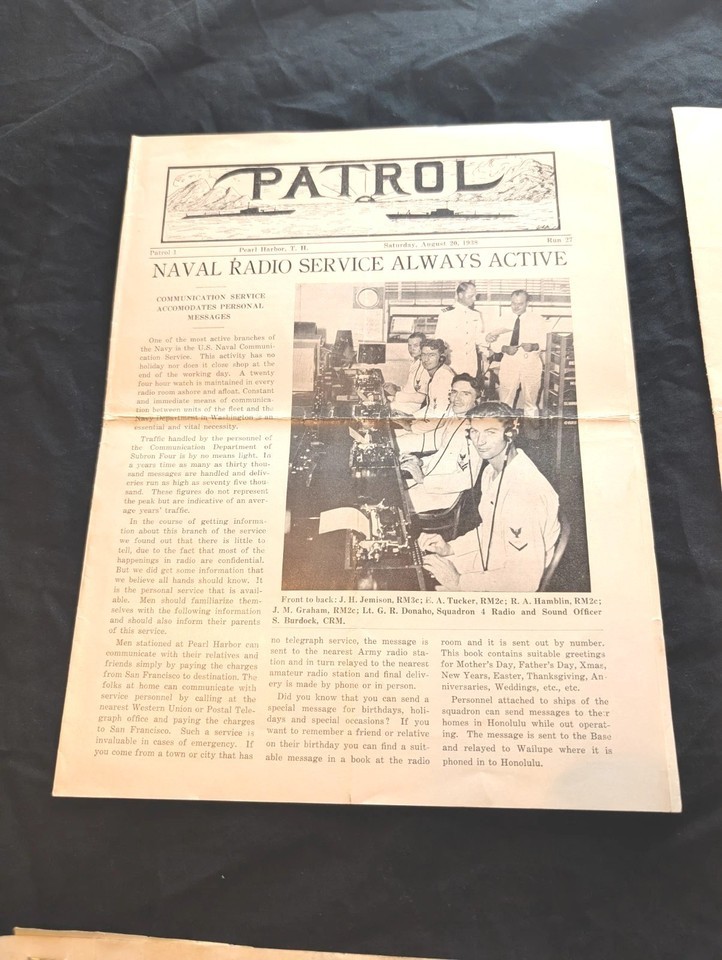 PATROL
Patrol 1 Pearl Harbor, T. H. Saturday, August 20, 1938 Run 27
NAVAL RADIO SERVICE ALWAYS ACTIVE
COMMUNICATION SERVICE
ACCOMODATES PERSONAL
MESSAGES
One of the most active branches of
the Navy is the U.S. Naval Communi-
cation Service. This activity has no
holiday nor does it close shop at the
end of the working day. A twenty
four hour watch is maintained in every
radio room ashore and afloat. Constant
and immediate means of communica-
tion between units of the fleet and the
Navy Department in Washington is an
essential and vital necessity.
Traffic handled by the personnel of
the Communication Department of
Subron Four is by no means light. In
a years time as many as thirty thou-
sand messages are handled and deliv-
eries run as high as seventy five thou-
sand. These figures do not represent
the peak but are indicative of an aver-
age years' traffic.
In the course of getting informa-
tion about this branch of the service
we found out that there is little to
tell, due to the fact that most of the
happenings in radio are confidential.
But we did get some information that
we believe all hands should know. It
is the personal service that is avail-
able. Men should familiarize them-
selves with the following information
and should also inform their parents
of this service.
Men stationed at Pearl Harbor can
communicate with their relatives and
friends simply by paying the charges
from San Francisco to destination. The
folks at home can communicate with
service personnel by calling at the
nearest Western Union or Postal Tele-
graph office and paying the charges
to San Francisco. Such a service is
invaluable in cases of emergency. If
you come from a town or city that has
Front to back: J. H. Jemison, RM3c; E. A. Tucker, RM2c; R. A. Hamblin, RM2c;
J. M. Graham, RM2c; Lt. G. R. Donaho, Squadron 4 Radio and Sound Officer
S. Burdock, CRM.
no telegraph service, the message is
sent to the nearest Army radio sta-
tion and in turn relayed to the nearest
amateur radio station and final deliv-
ery is made by phone or in person.
Did you know that you can send a
special message for birthdays, holi-
days and special occasions? If you
want to remember a friend or relative
on their birthday you can find a suit-
able message in a book at the radio
room and it is sent out by number.
This book contains suitable greetings
for Mother's Day, Father's Day, Xmas,
New Years, Easter, Thanksgiving, An-
niversaries, Weddings, etc., etc.
Personnel attached to ships of the
squadron can send messages to their
homes in Honolulu while out operat-
ing. The message is sent to the Base
and relayed to Wailupe where it is
phoned in to Honolulu.